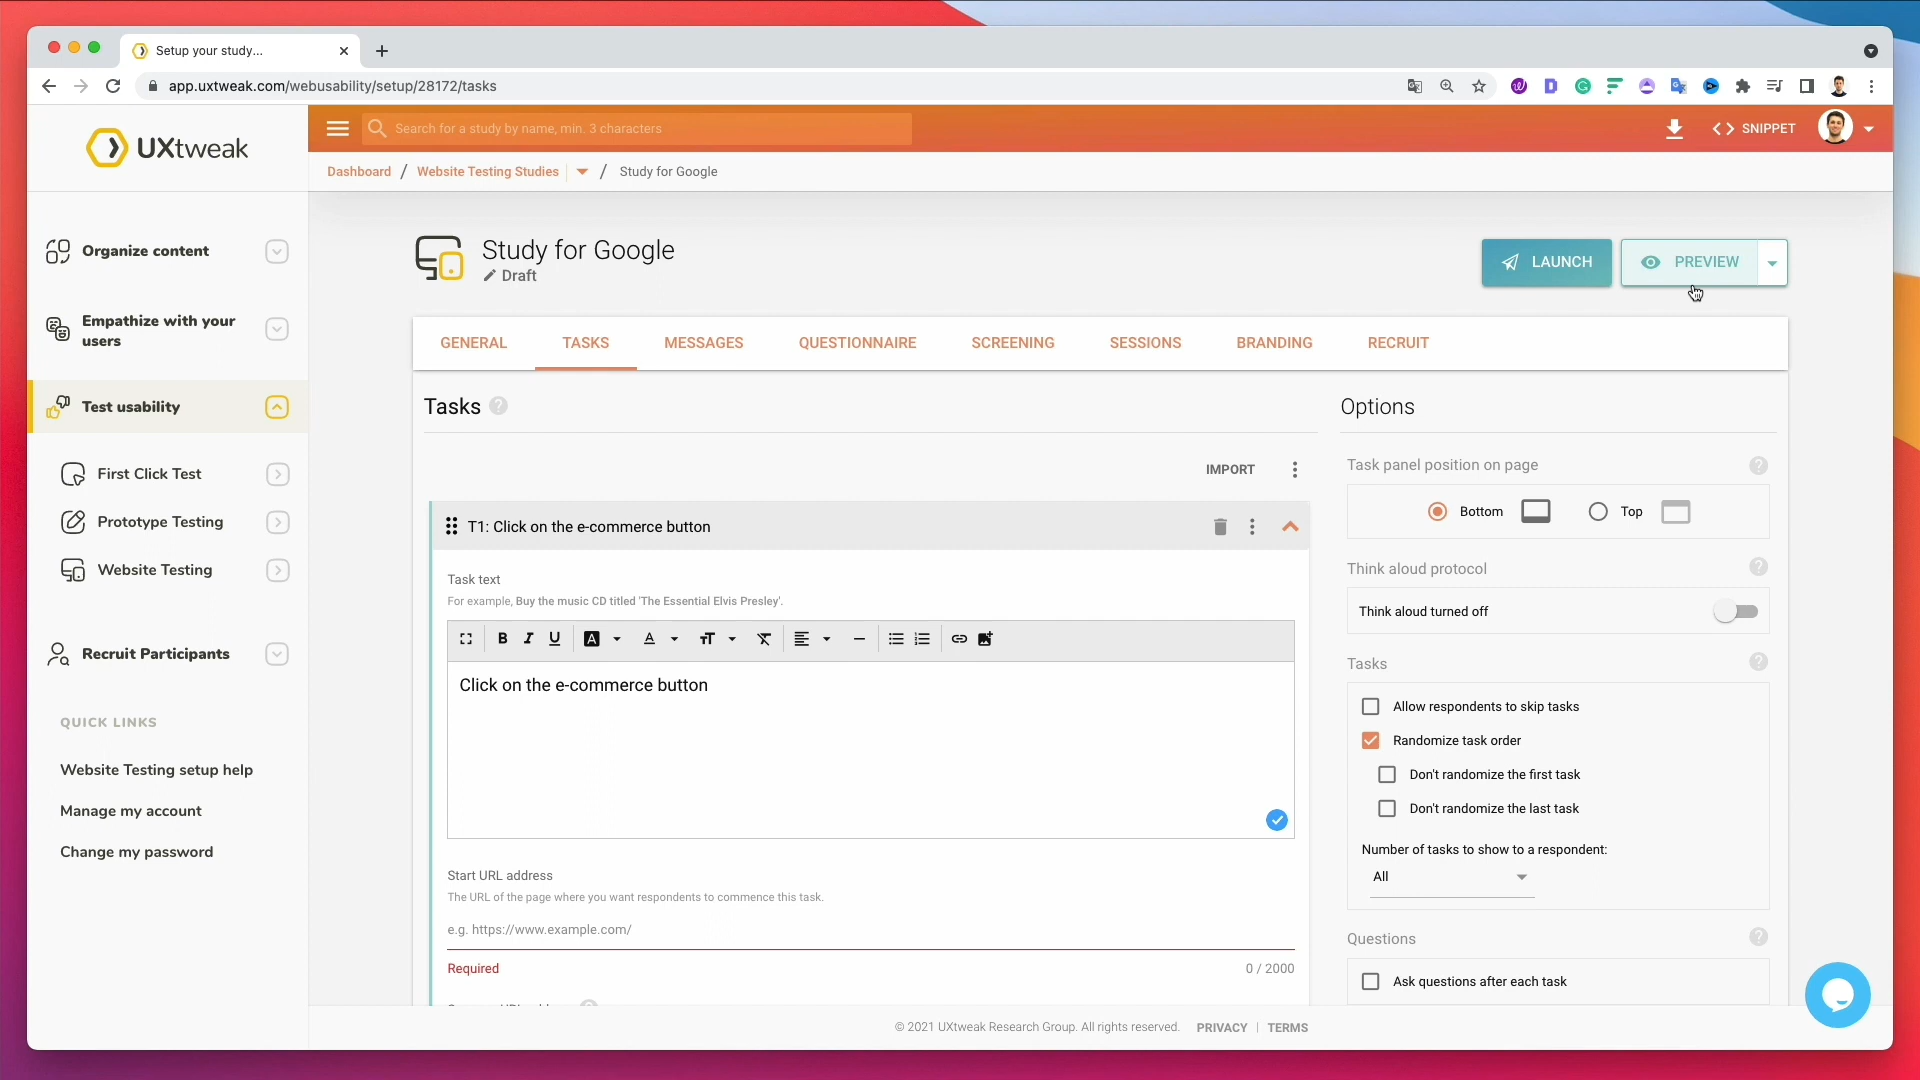 Setup your study...
app.uxtweak.com/webusability/setup/28172/tasks
UXtweak
Search for a study by name, min. 3 characters
SNIPPET
Dashboard / Website Testing Studies / Study for Google
Organize content
Empathize with your
users
Test usability
First Click Test
Prototype Testing
Website Testing
Recruit Participants
QUICK LINKS
Website Testing setup help
Manage my account
Change my password
Study for Google
Draft
LAUNCH
PREVIEW
GENERAL TASKS MESSAGES QUESTIONNAIRE SCREENING SESSIONS BRANDING RECRUIT
Tasks
IMPORT
T1: Click on the e-commerce button
Task text
For example, Buy the music CD titled 'The Essential Elvis Presley'.
Click on the e-commerce button
Start URL address
The URL of the page where you want respondents to commence this task.
e.g. https://www.example.com/
Required
0 / 2000
Options
Task panel position on page
Bottom Top
Think aloud protocol
Think aloud turned off
Tasks
Allow respondents to skip tasks
Randomize task order
Don't randomize the first task
Don't randomize the last task
Number of tasks to show to a respondent:
All
Questions
Ask questions after each task
© 2021 UXtweak Research Group. All rights reserved. PRIVACY | TERMS